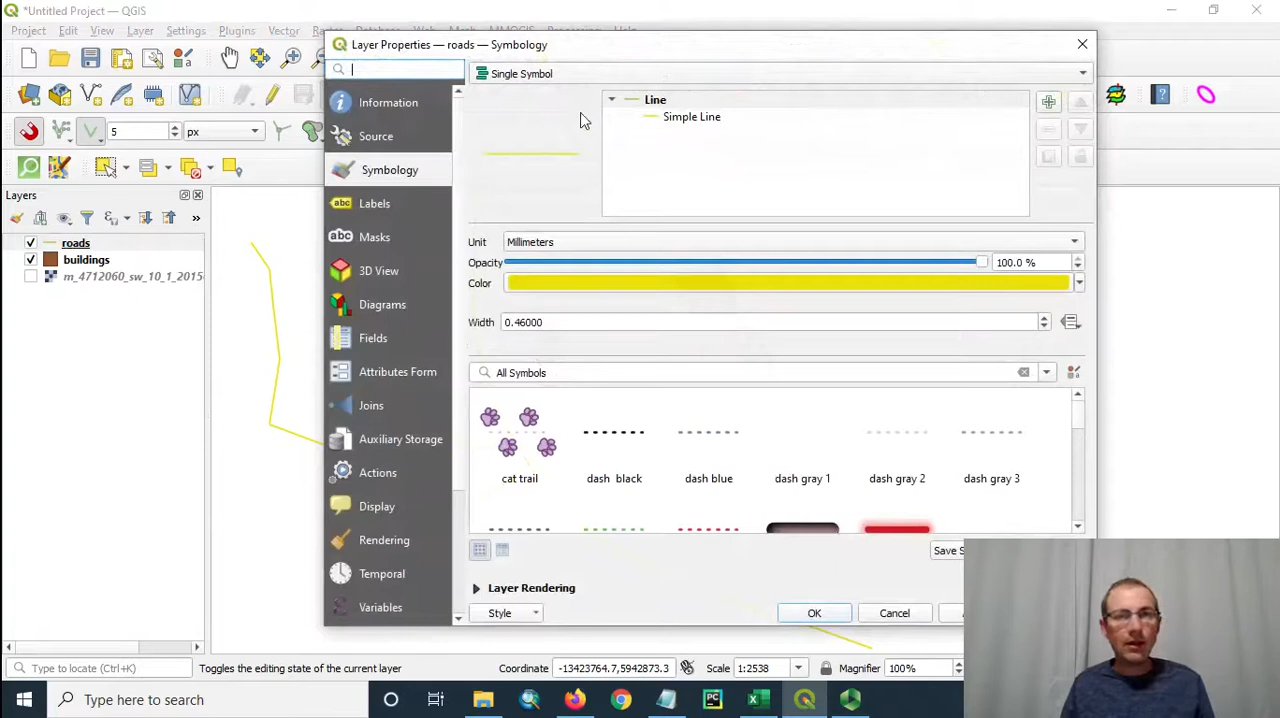 *Untitled Project — QGIS
Project Edit View Layer Settings Plugins Vector
Layer Properties — roads — Symbology
Single Symbol
Information
Source
Symbology
Labels
Masks
3D View
Diagrams
Fields
Attributes Form
Joins
Auxiliary Storage
Actions
Display
Rendering
Temporal
Variables
Line
Simple Line
Unit Millimeters
Opacity 100.0 %
Color
Width 0.46000
All Symbols
cat trail
dash black
dash blue
dash gray 1
dash gray 2
dash gray 3
Save S
Layer Rendering
Style
OK
Cancel
5 px
Layers
roads
buildings
m_4712060_sw_10_1_2015
Type to locate (Ctrl+K)
Toggles the editing state of the current layer
Coordinate -13423764.7,5942873.3
Scale 1:2538
Magnifier 100%
Type here to search